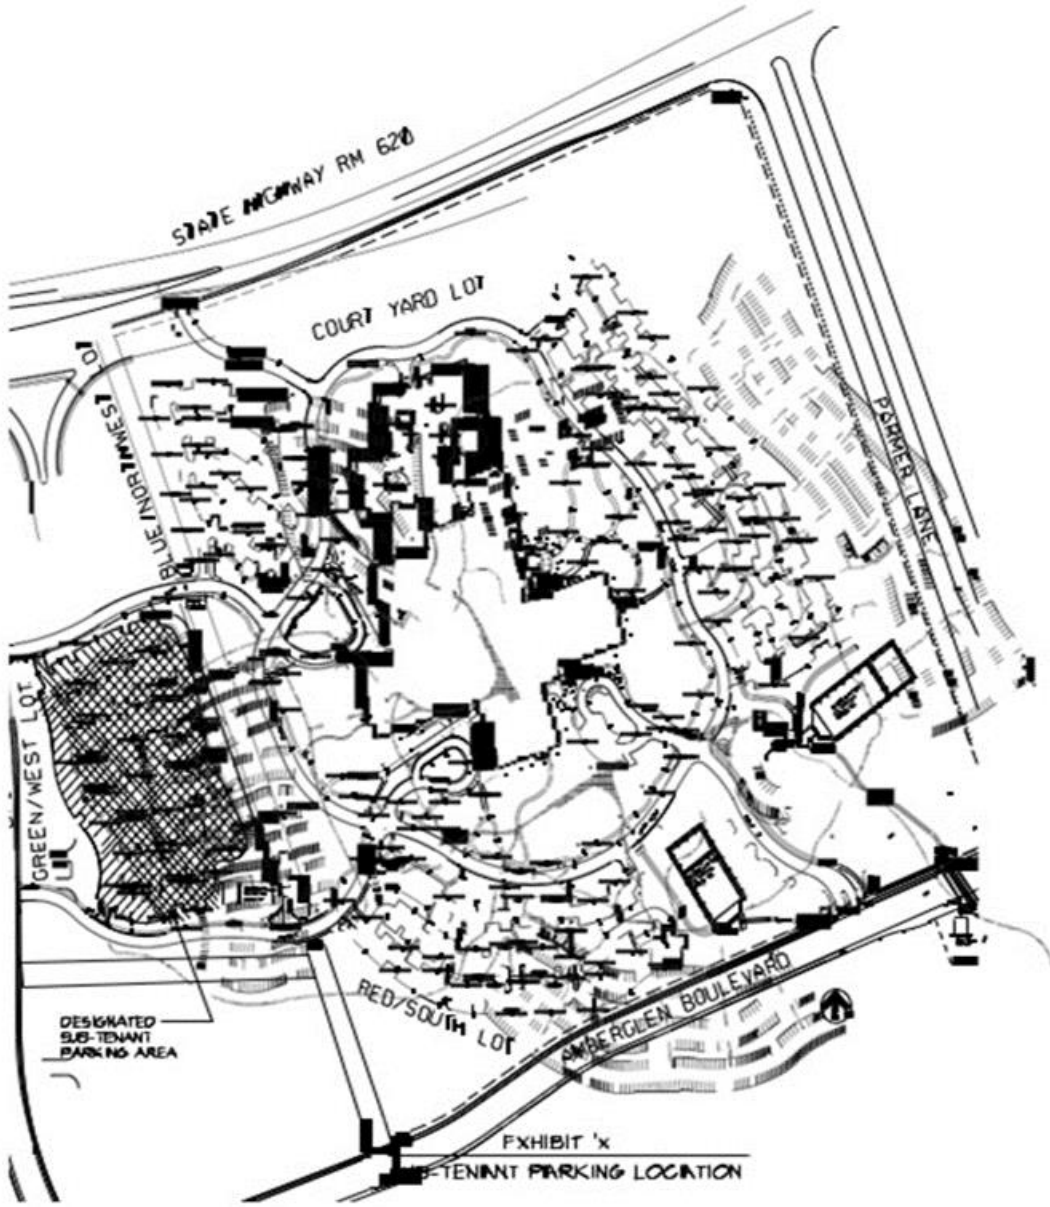 STATE HIGHWAY RM 620
COURT YARD LOT
PARMER LANE
BLUE/NORTHWEST LOT
GREEN/WEST LOT
RED/SOUTH LOT
AMBERGLEN BOULEVARD
DESIGNATED
SUB-TENANT
PARKING AREA
EXHIBIT 'X
B-TENANT PARKING LOCATION